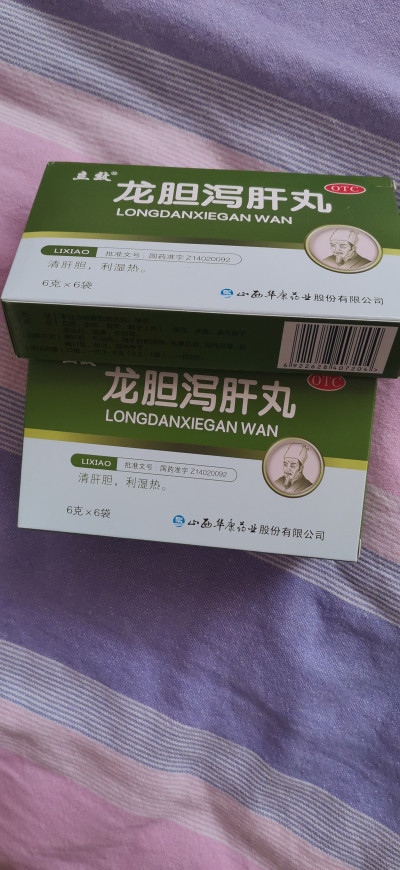 立效®
龙胆泻肝丸
OTC
LONGDANXIEGAN WAN
LIXIAO 批准文号 国药准字Z14020092
清肝胆，利湿热。
6克×6袋
山西华康药业股份有限公司
6922628407204
龙胆泻肝丸
OTC
LONGDANXIEGAN WAN
LIXIAO 批准文号 国药准字Z14020092
清肝胆，利湿热。
6克×6袋
山西华康药业股份有限公司